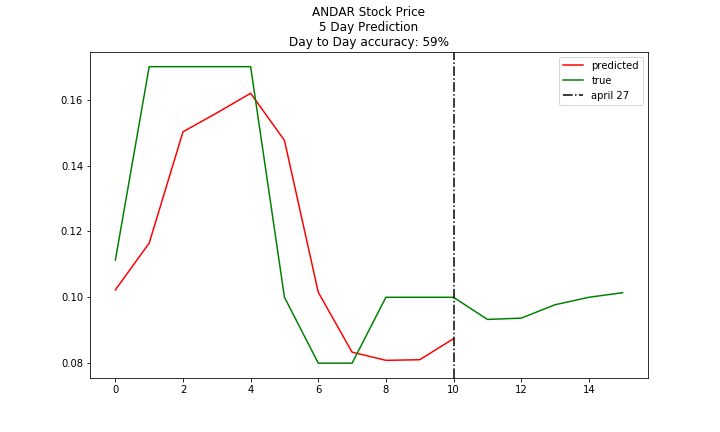 ANDAR Stock Price
5 Day Prediction
Day to Day accuracy: 59%
predicted
true
april 27
0.16
0.14
0.12
0.10
0.08
0 2 4 6 8 10 12 14